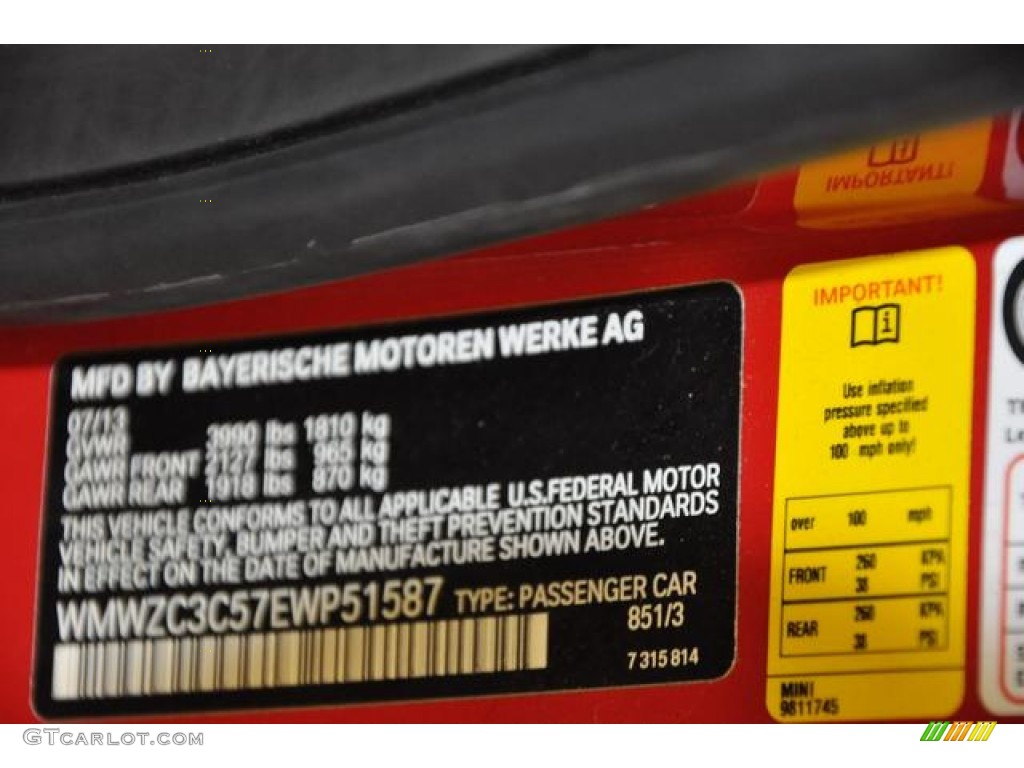 MFD BY BAYERISCHE MOTOREN WERKE AG
07/13
GVWR 3990 lbs 1810 kg
GAWR FRONT 2127 lbs 965 kg
GAWR REAR 1918 lbs 870 kg
THIS VEHICLE CONFORMS TO ALL APPLICABLE U.S.FEDERAL MOTOR
VEHICLE SAFETY, BUMPER AND THEFT PREVENTION STANDARDS
IN EFFECT ON THE DATE OF MANUFACTURE SHOWN ABOVE.
WMWZC3C57EWP51587 TYPE: PASSENGER CAR
851/3
7 315 814
IMPORTANT!
IMPORTANT!
i
Use inflation
pressure specified
above up to
100 mph only!
over 100 mph
FRONT 260 KPA
38 PSI
REAR 260 KPA
38 PSI
MINI
9811745
GTCARLOT.COM